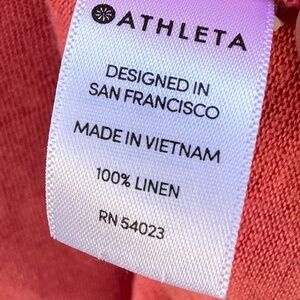 ATHLETA
DESIGNED IN
SAN FRANCISCO
MADE IN VIETNAM
100% LINEN
RN 54023